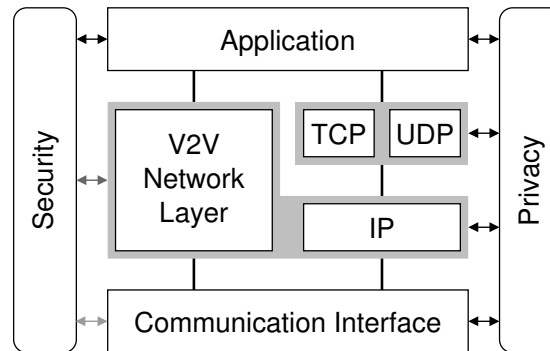 Application
Security
V2V
Network
Layer
TCP
UDP
IP
Privacy
Communication Interface